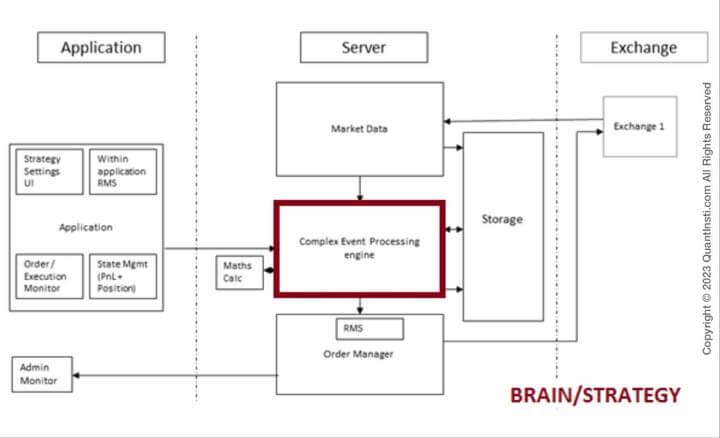 Application
Server
Exchange
Market Data
Exchange 1
Strategy
Settings
UI
Within
application
RMS
Application
Order/
Execution
Monitor
State Mgmt
(PnL+
Position)
Complex Event Processing
engine
Maths
Calc
Storage
RMS
Order Manager
Admin
Monitor
BRAIN/STRATEGY
Copyright © 2023 QuantInsti.com All Rights Reserved